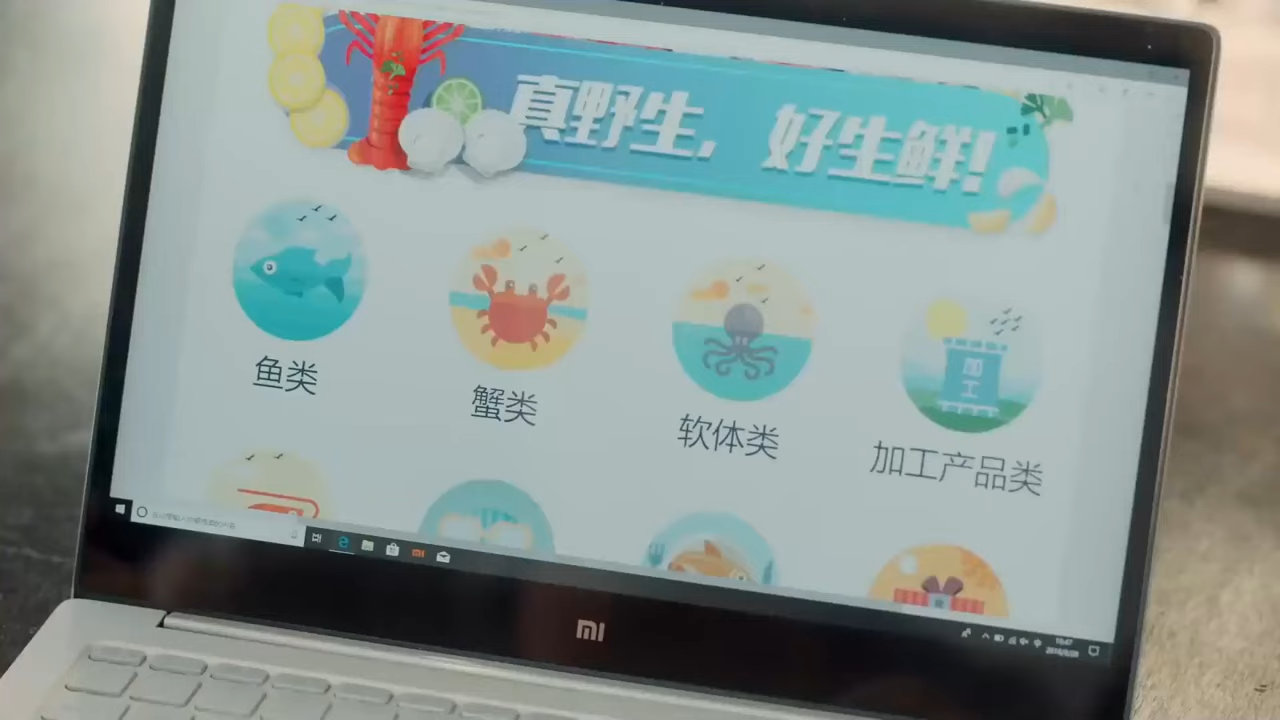 真野生，好生鲜！
鱼类
蟹类
软体类
加工产品类
加工
mi